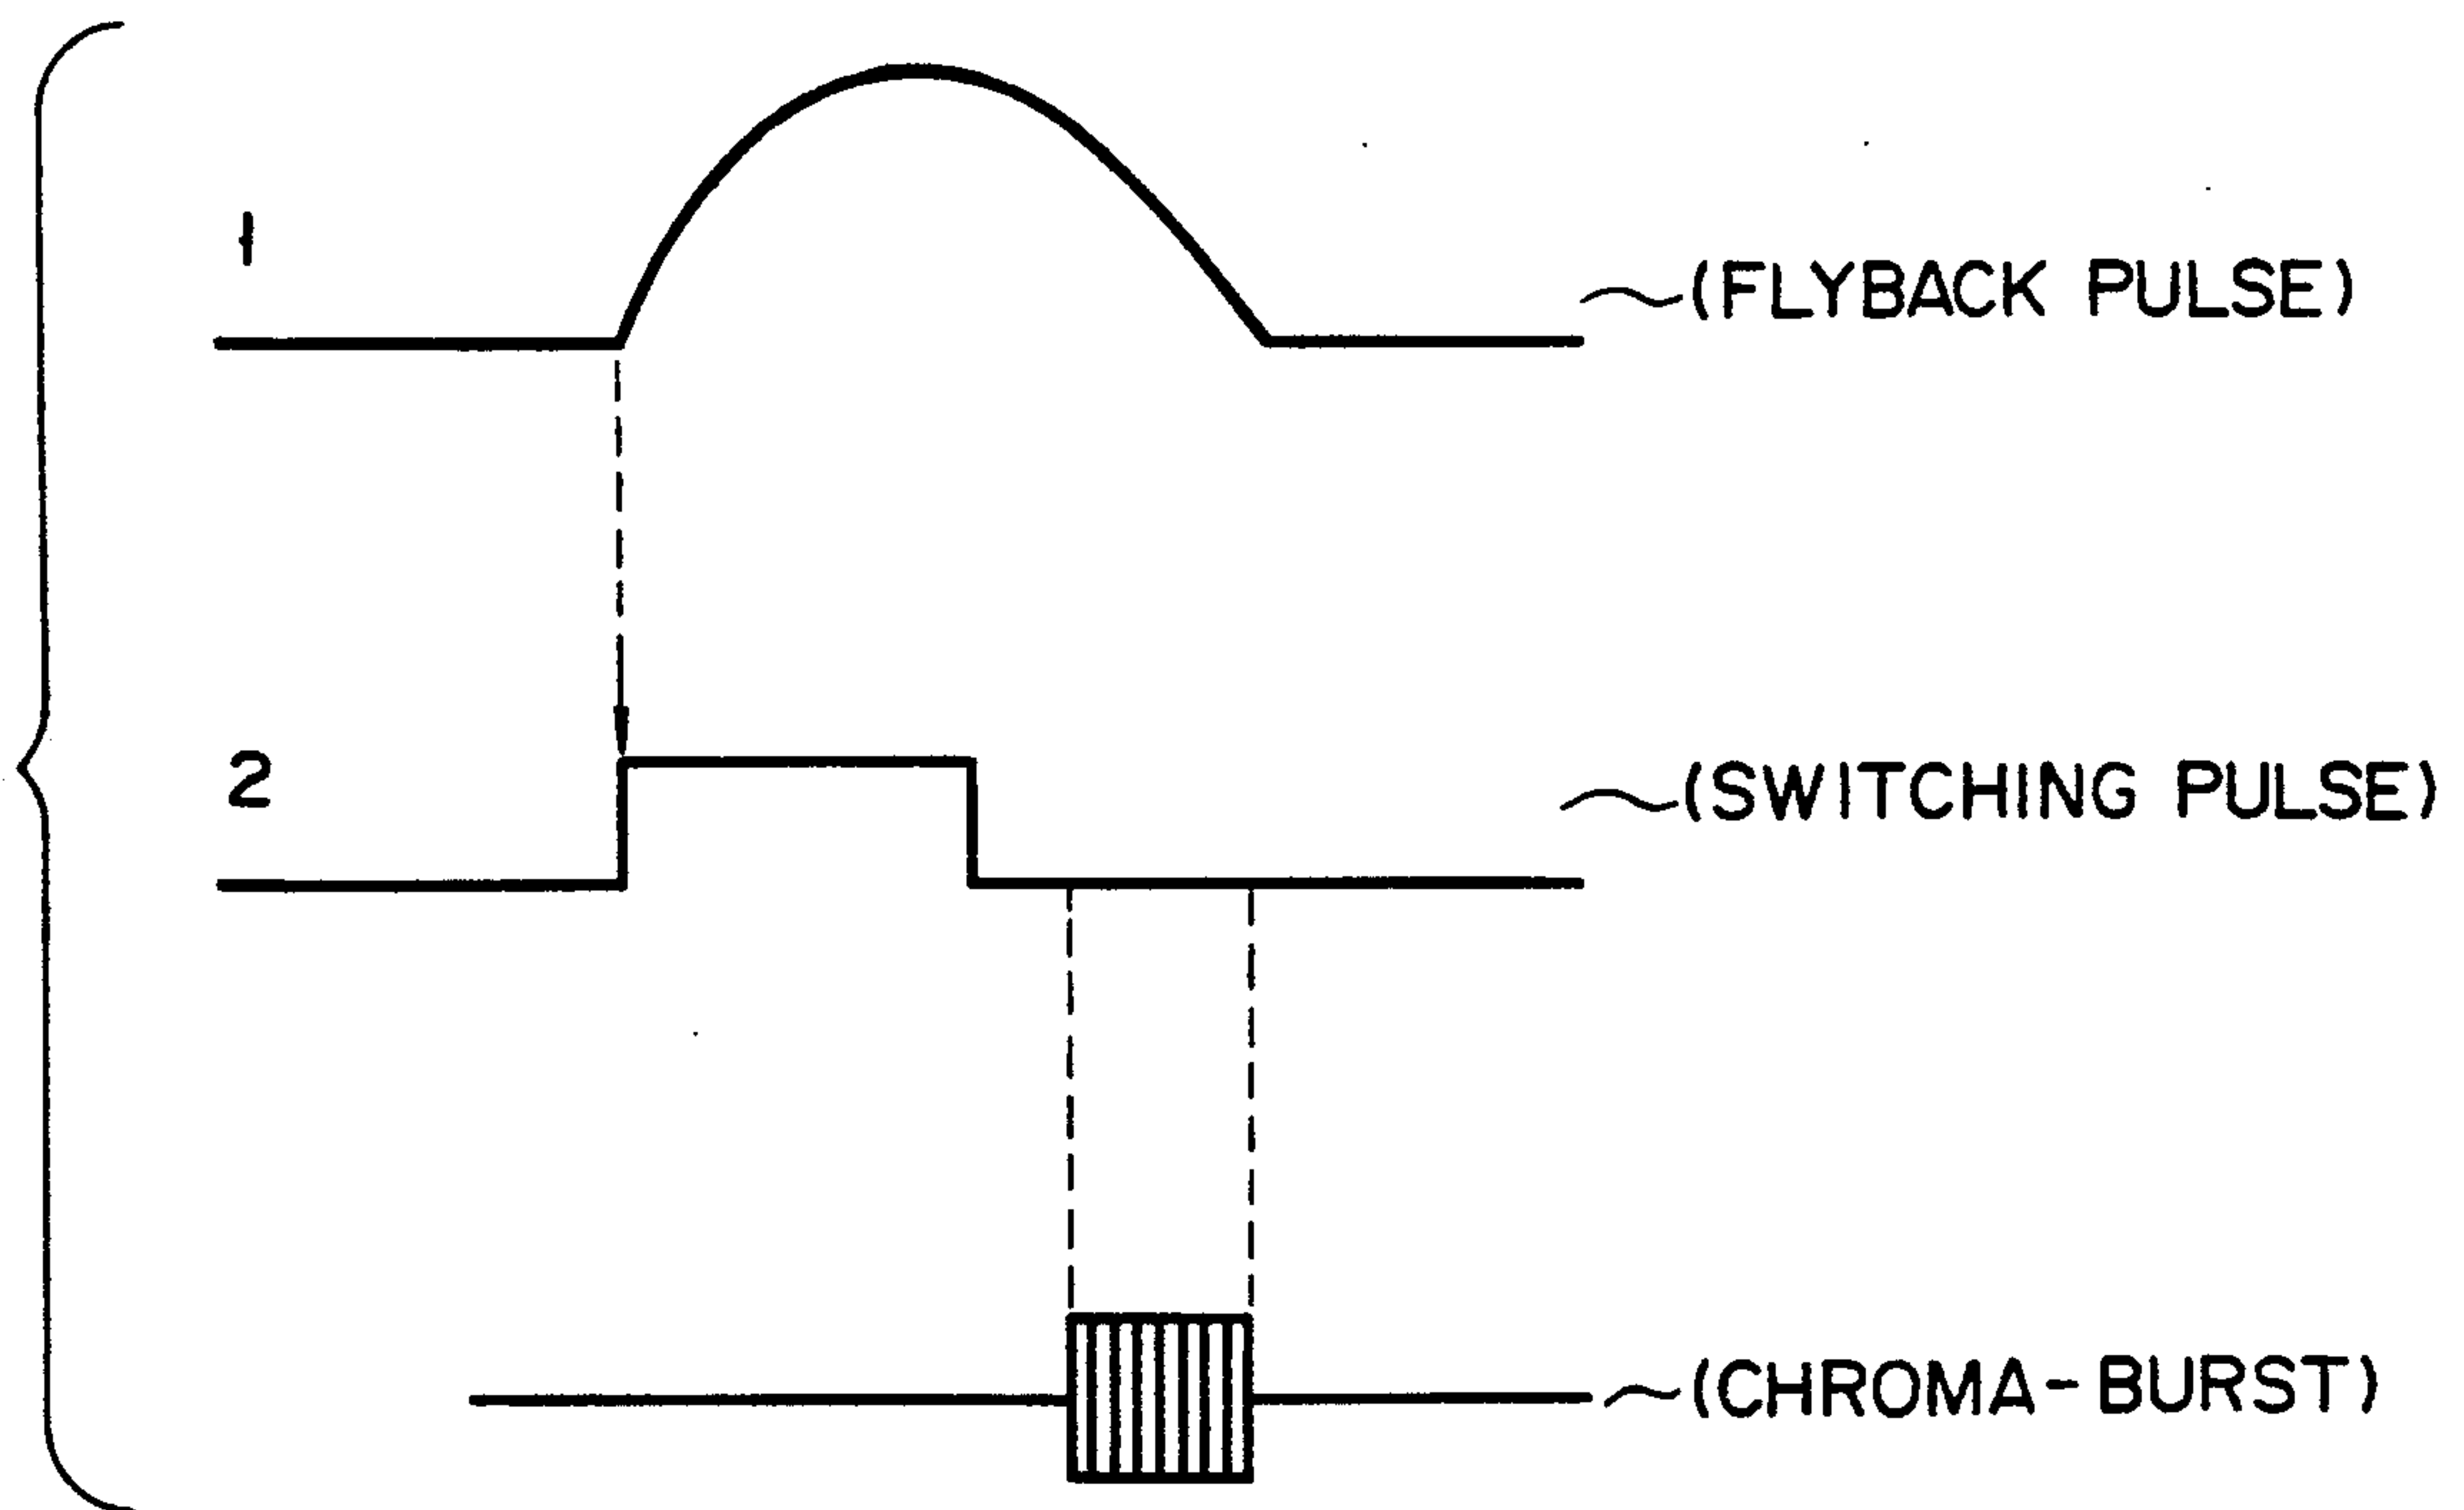 1
(FLYBACK PULSE)
2
(SWITCHING PULSE)
(CHROMA-BURST)